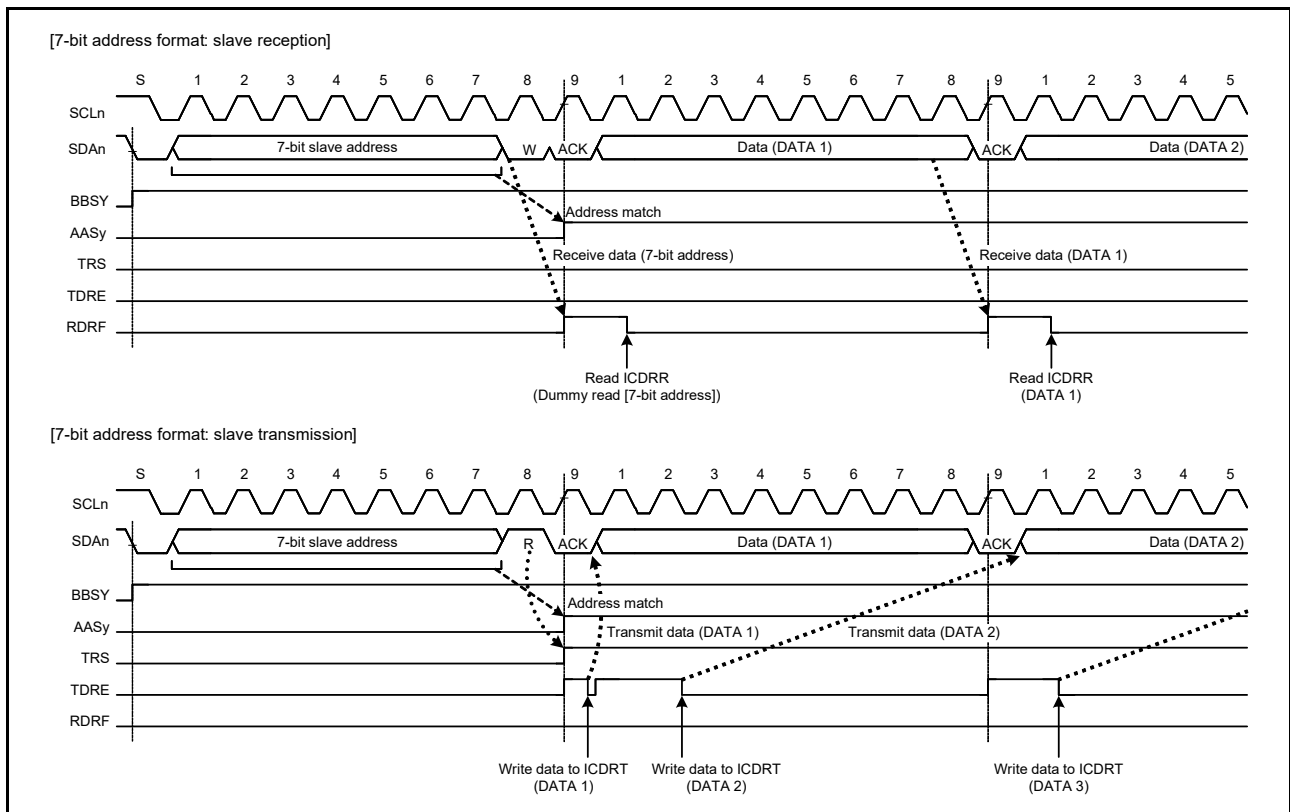 [7-bit address format: slave reception]
S 1 2 3 4 5 6 7 8 9 1 2 3 4 5 6 7 8 9 1 2 3 4 5
SCLn
SDAn 7-bit slave address W ACK Data (DATA 1) ACK Data (DATA 2)
BBSY
Address match
AASy
Receive data (7-bit address) Receive data (DATA 1)
TRS
TDRE
RDRF
Read ICDRR Read ICDRR
(Dummy read [7-bit address]) (DATA 1)
[7-bit address format: slave transmission]
S 1 2 3 4 5 6 7 8 9 1 2 3 4 5 6 7 8 9 1 2 3 4 5
SCLn
SDAn 7-bit slave address R ACK Data (DATA 1) ACK Data (DATA 2)
BBSY
Address match
AASy
Transmit data (DATA 1) Transmit data (DATA 2)
TRS
TDRE
RDRF
Write data to ICDRT Write data to ICDRT Write data to ICDRT
(DATA 1) (DATA 2) (DATA 3)